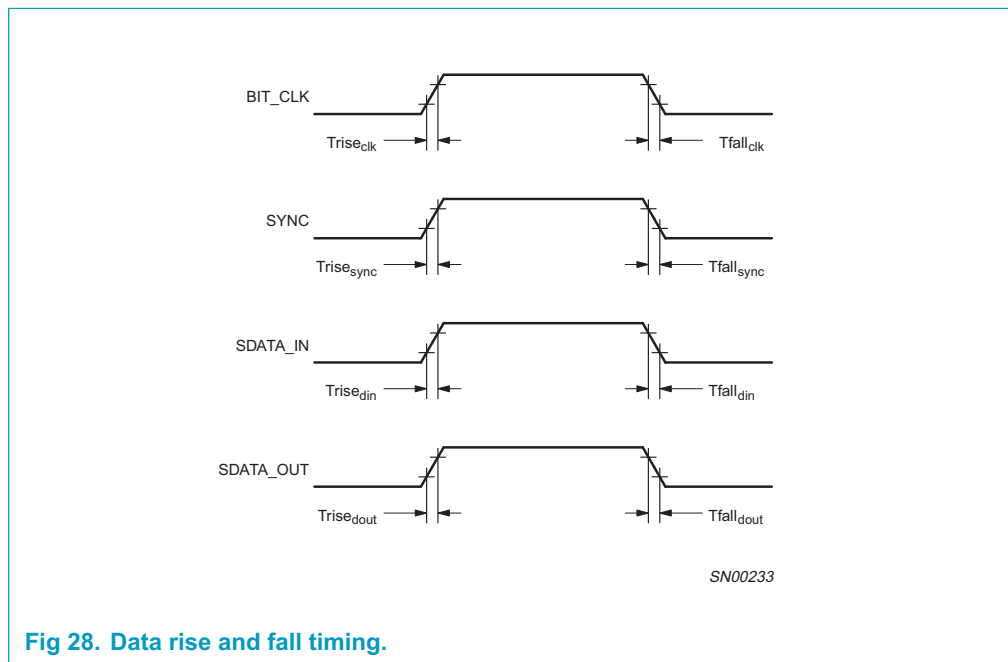 BIT_CLK
Trise_clk
Tfall_clk
SYNC
Trise_sync
Tfall_sync
SDATA_IN
Trise_din
Tfall_din
SDATA_OUT
Trise_dout
Tfall_dout
SN00233
Fig 28. Data rise and fall timing.